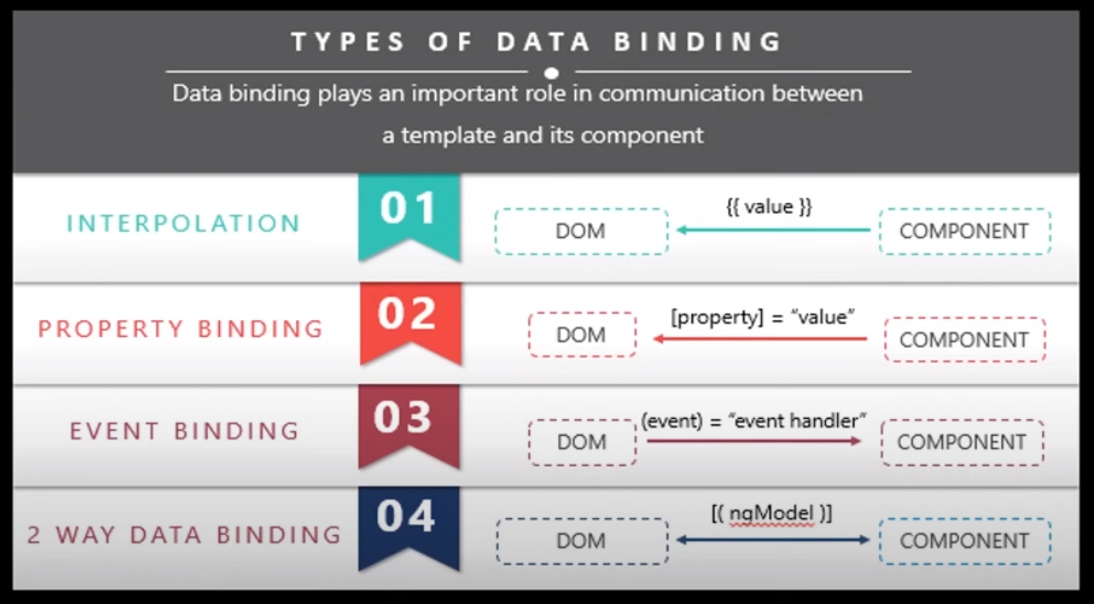 TYPES OF DATA BINDING
Data binding plays an important role in communication between
a template and its component
INTERPOLATION
01
DOM
{{ value }}
COMPONENT
PROPERTY BINDING
02
DOM
[property] = “value”
COMPONENT
EVENT BINDING
03
DOM
(event) = “event handler”
COMPONENT
2 WAY DATA BINDING
04
DOM
[( ngModel )]
COMPONENT